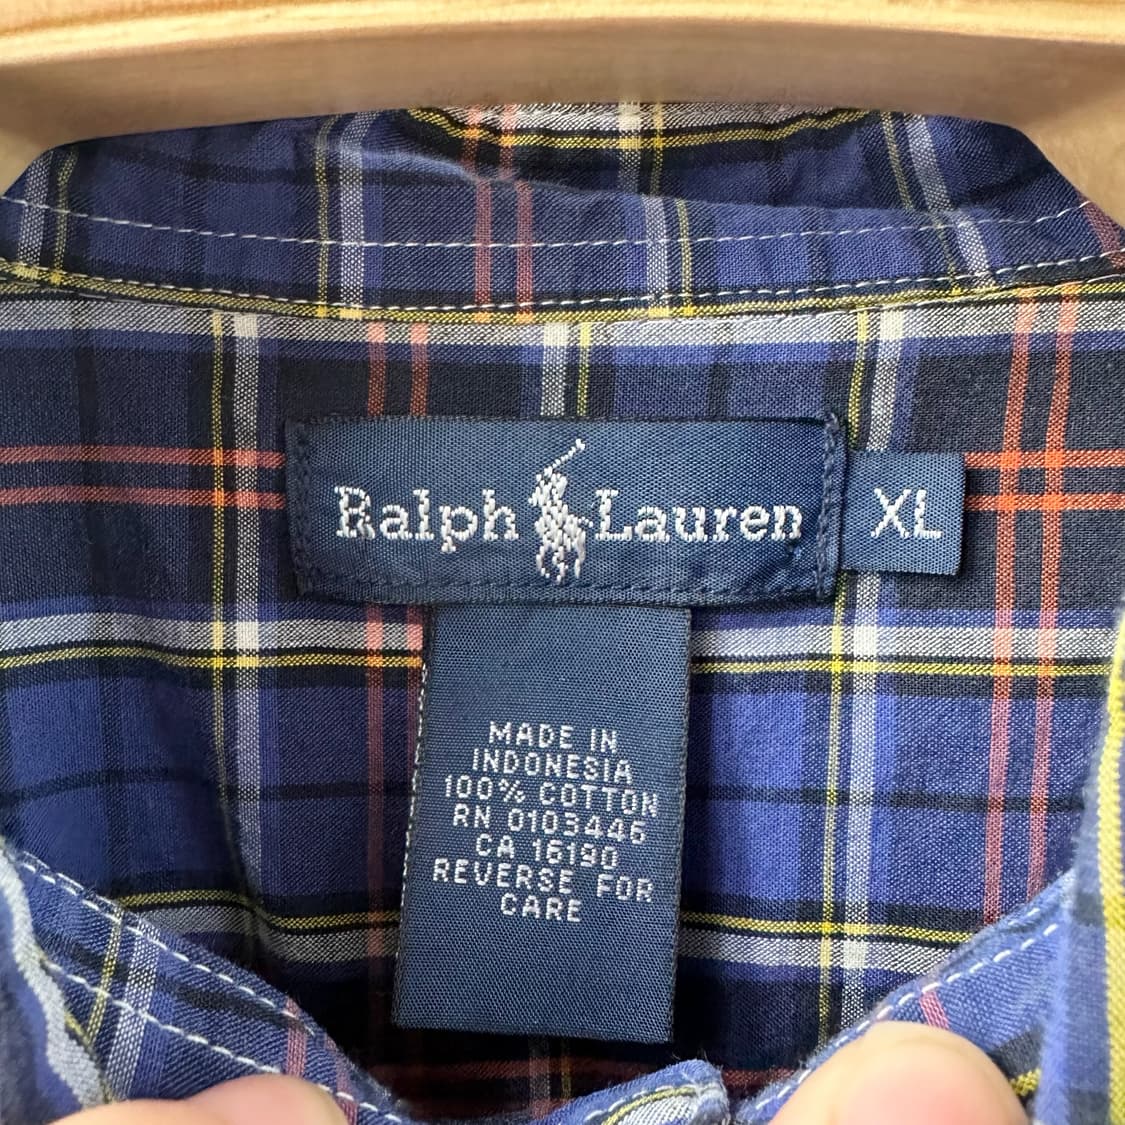 Ralph Lauren
XL
MADE IN
INDONESIA
100% COTTON
RN 0103446
CA 16190
REVERSE FOR
CARE